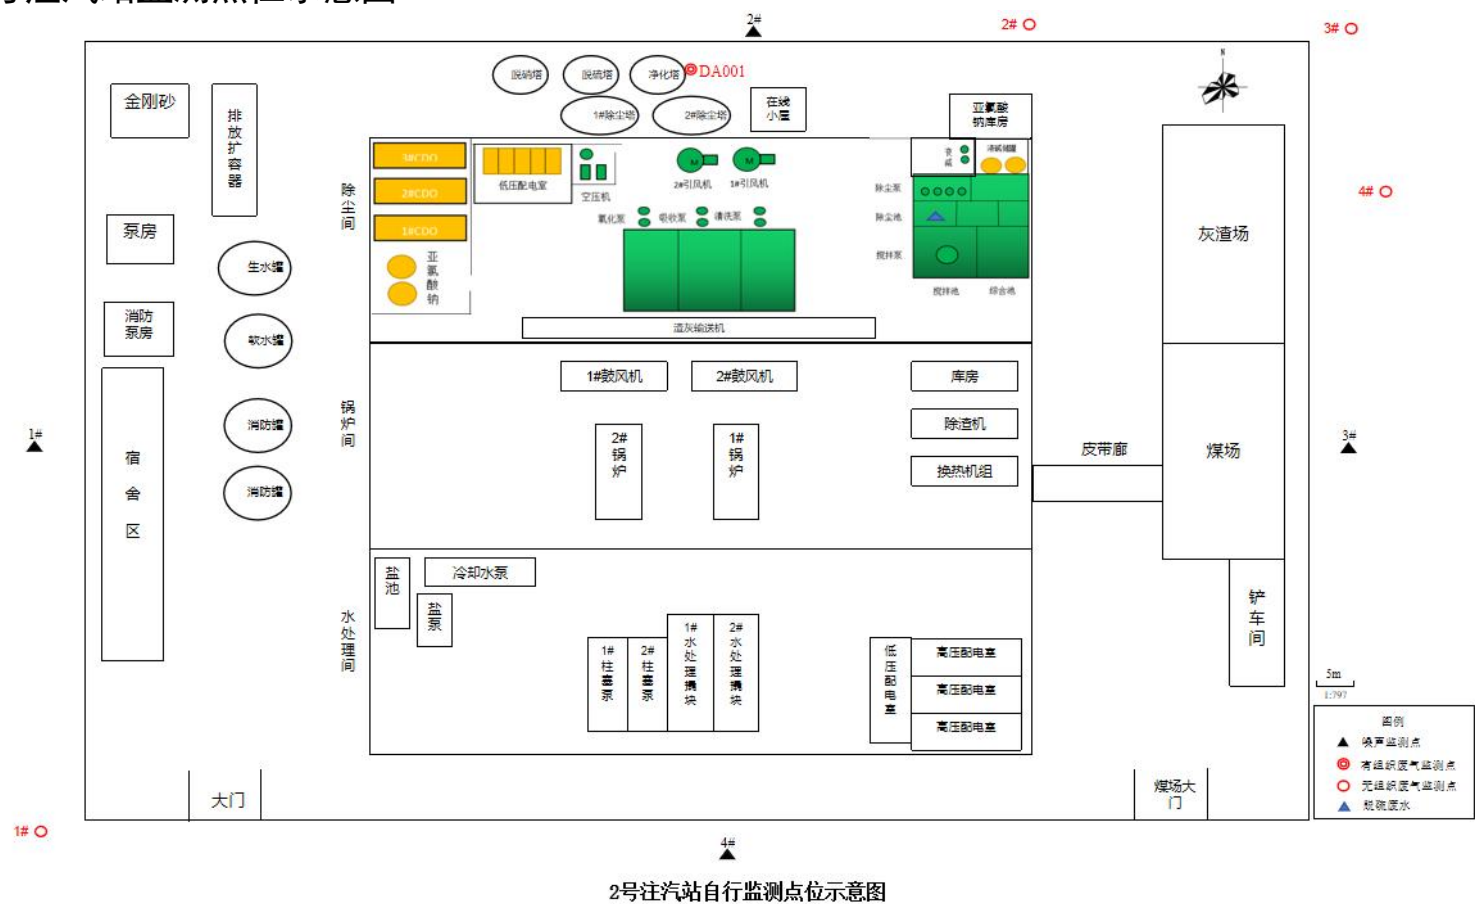 2#
2#
3#
脱硝塔
脱硫塔
净化塔
DA001
N
金刚砂
排放扩容器
1#除尘塔
2#除尘塔
在线
小屋
亚氯酸
钠库房
3#CDO
2#CDO
1#CDO
低压配电室
空压机
M
M
2#引风机
1#引风机
液碱储罐
除尘泵
除尘池
搅拌泵
搅拌池
综合池
4#
除尘间
泵房
氧化泵
吸收泵
清洗泵
灰渣场
生水罐
亚氯酸钠
消防
泵房
软水罐
渣灰输送机
1#鼓风机
2#鼓风机
库房
1#
锅炉间
消防罐
2#锅炉
1#锅炉
除渣机
皮带廊
煤场
3#
宿舍区
消防罐
换热机组
盐池
冷却水泵
盐泵
水处理间
1#柱塞泵
2#柱塞泵
1#水处理撬块
2#水处理撬块
低压配电室
高压配电室
高压配电室
高压配电室
铲车间
5m
1:797
图例
噪声监测点
有组织废气监测点
无组织废气监测点
脱硫废水
大门
煤场大
门
1#
4#
2号注汽站自行监测点位示意图